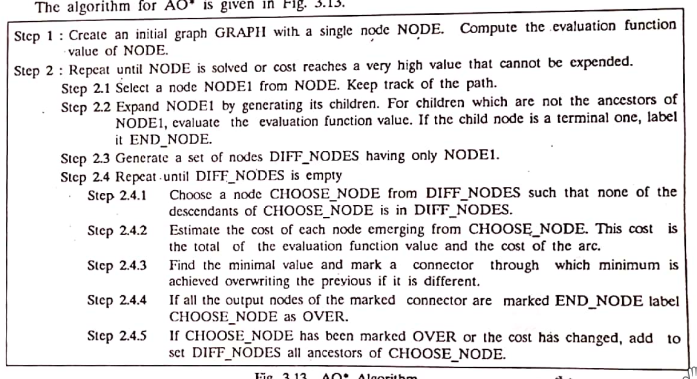 The algorithm for AO* is given in Fig. 3.13.
Step 1 : Create an initial graph GRAPH with a single node NODE. Compute the evaluation function
value of NODE.
Step 2 : Repeat until NODE is solved or cost reaches a very high value that cannot be expended.
Step 2.1 Select a node NODE1 from NODE. Keep track of the path.
Step 2.2 Expand NODE1 by generating its children. For children which are not the ancestors of
NODE1, evaluate the evaluation function value. If the child node is a terminal one, label
it END_NODE.
Step 2.3 Generate a set of nodes DIFF_NODES having only NODE1.
Step 2.4 Repeat until DIFF_NODES is empty
Step 2.4.1 Choose a node CHOOSE_NODE from DIFF_NODES such that none of the
descendants of CHOOSE_NODE is in DIFF_NODES.
Step 2.4.2 Estimate the cost of each node emerging from CHOOSE_NODE. This cost is
the total of the evaluation function value and the cost of the arc.
Step 2.4.3 Find the minimal value and mark a connector through which minimum is
achieved overwriting the previous if it is different.
Step 2.4.4 If all the output nodes of the marked connector are marked END_NODE label
CHOOSE_NODE as OVER.
Step 2.4.5 If CHOOSE_NODE has been marked OVER or the cost has changed, add to
set DIFF_NODES all ancestors of CHOOSE_NODE.
Fig. 3.13 AO* Algorithm